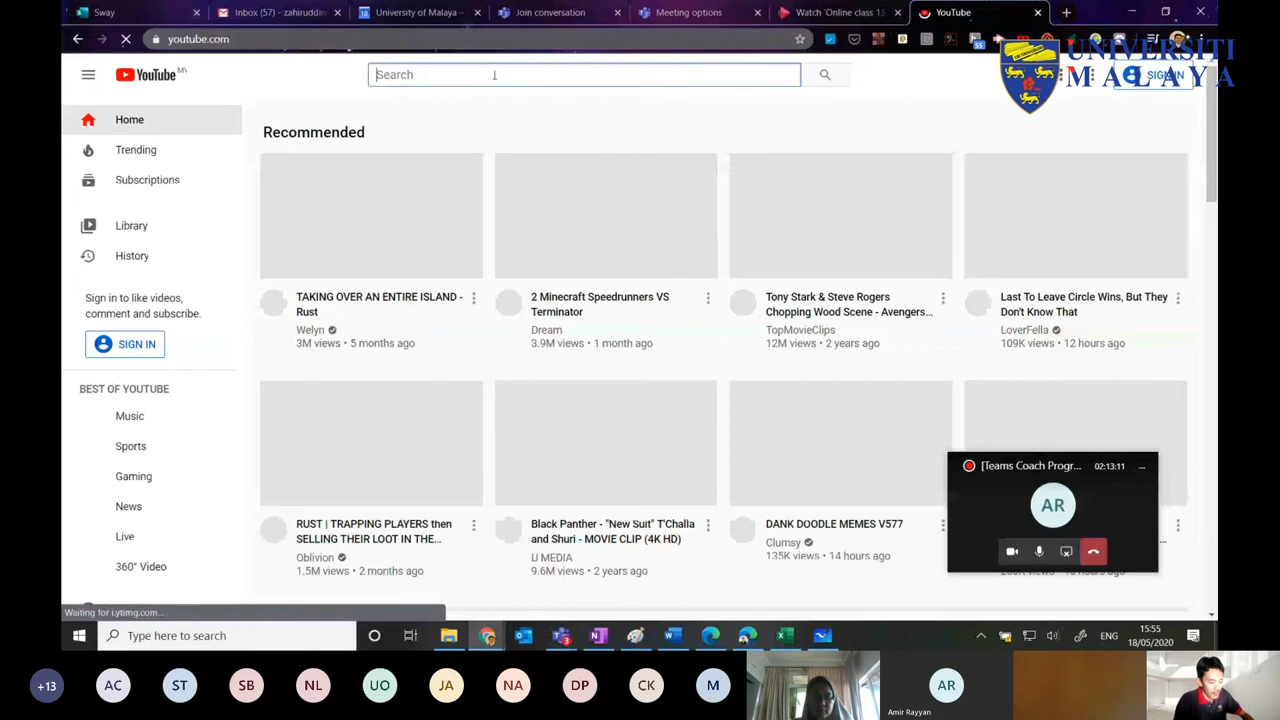 Sway
Inbox (57) - zahiruddin
University of Malaya –
Join conversation
Meeting options
Watch 'Online class 13
YouTube
youtube.com
55
UNIVERSITI
MALAYA
YouTube MY
Search
SIGN IN
Home
Trending
Subscriptions
Library
History
Sign in to like videos,
comment and subscribe.
SIGN IN
BEST OF YOUTUBE
Music
Sports
Gaming
News
Live
360° Video
Recommended
TAKING OVER AN ENTIRE ISLAND -
Rust
Welyn
3M views • 5 months ago
2 Minecraft Speedrunners VS
Terminator
Dream
3.9M views • 1 month ago
Tony Stark & Steve Rogers
Chopping Wood Scene - Avengers...
TopMovieClips
12M views • 2 years ago
Last To Leave Circle Wins, But They
Don't Know That
LoverFella
109K views • 12 hours ago
RUST | TRAPPING PLAYERS then
SELLING THEIR LOOT IN THE...
Oblivion
1.5M views • 2 months ago
Black Panther - "New Suit" T'Challa
and Shuri - MOVIE CLIP (4K HD)
IJ MEDIA
9.6M views • 2 years ago
DANK DOODLE MEMES V577
Clumsy
135K views • 14 hours ago
[Teams Coach Progr...
02:13:11
AR
Waiting for i.ytimg.com...
Type here to search
ENG
15:55
18/05/2020
+13
AC
ST
SB
NL
UO
JA
NA
DP
CK
M
AR
Amir Rayyan